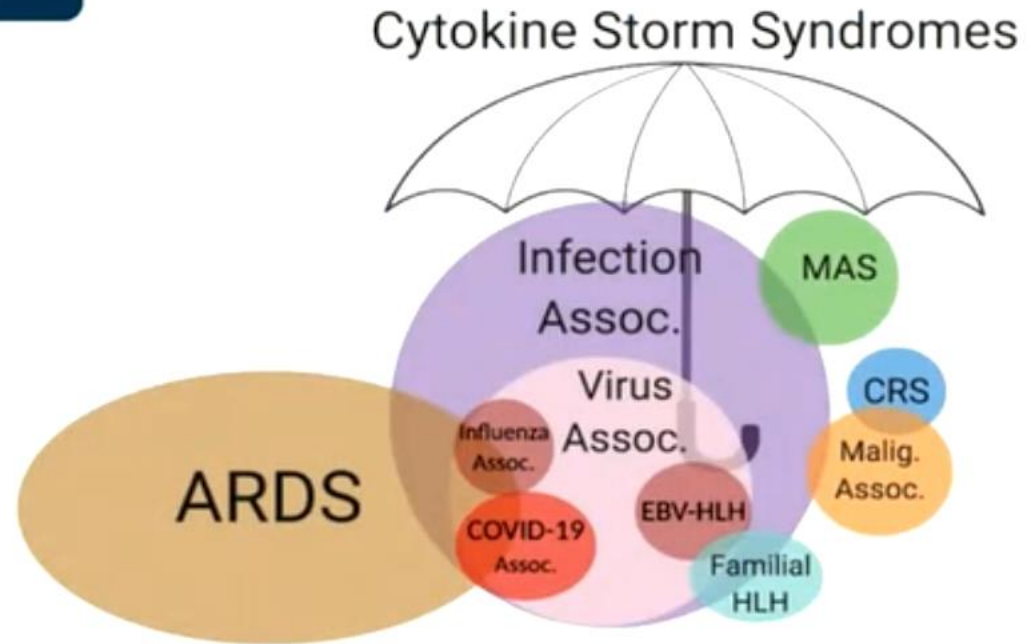 Cytokine Storm Syndromes
Infection
Assoc.
MAS
Virus
Assoc.
CRS
Influenza
Assoc.
Malig.
Assoc.
ARDS
EBV-HLH
COVID-19
Assoc.
Familial
HLH